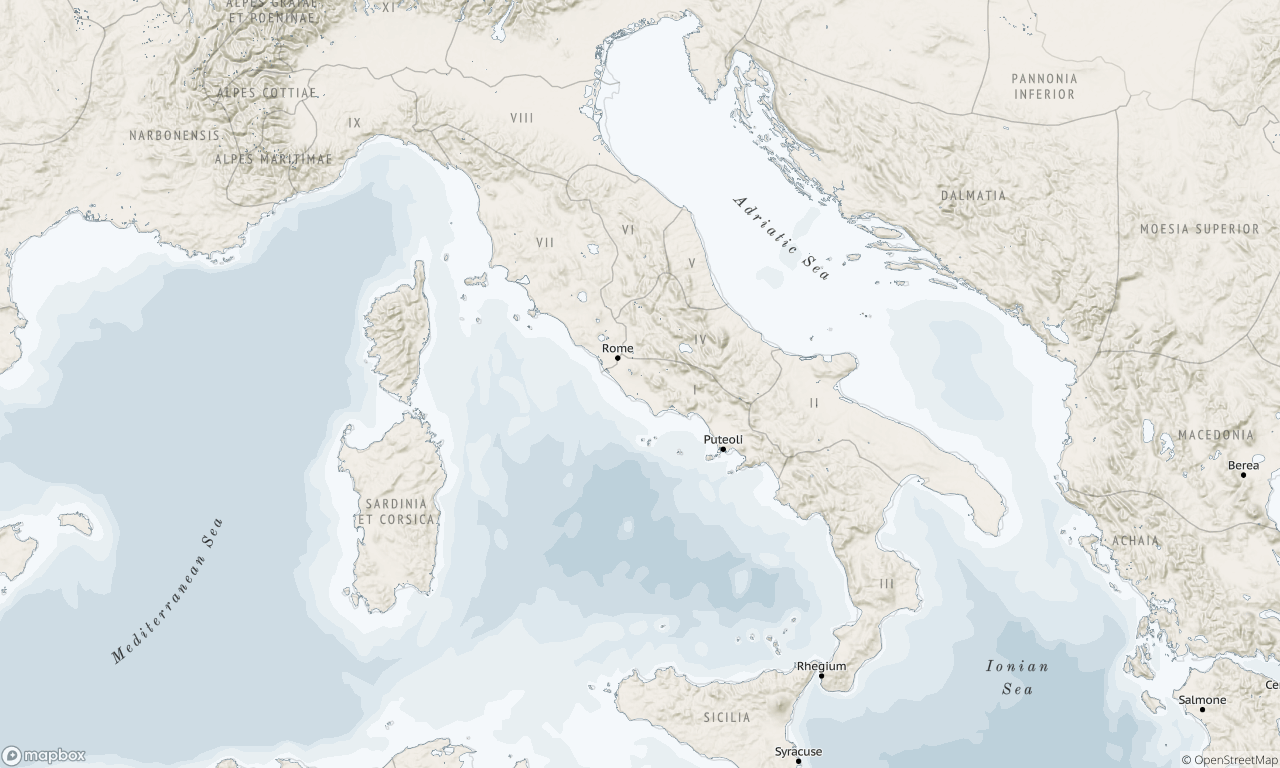 ALPES GRAIAE
ET POENINAE
XI
ALPES COTTIAE
PANNONIA
INFERIOR
NARBONENSIS
IX
VIII
ALPES MARITIMAE
DALMATIA
Adriatic Sea
MOESIA SUPERIOR
VII
VI
V
IV
Rome
I
II
Puteoli
MACEDONIA
Berea
SARDINIA
ET CORSICA
Mediterranean Sea
ACHAIA
III
Rhegium
Ionian
Sea
Salmone
SICILIA
Syracuse
mapbox
© OpenStreetMap